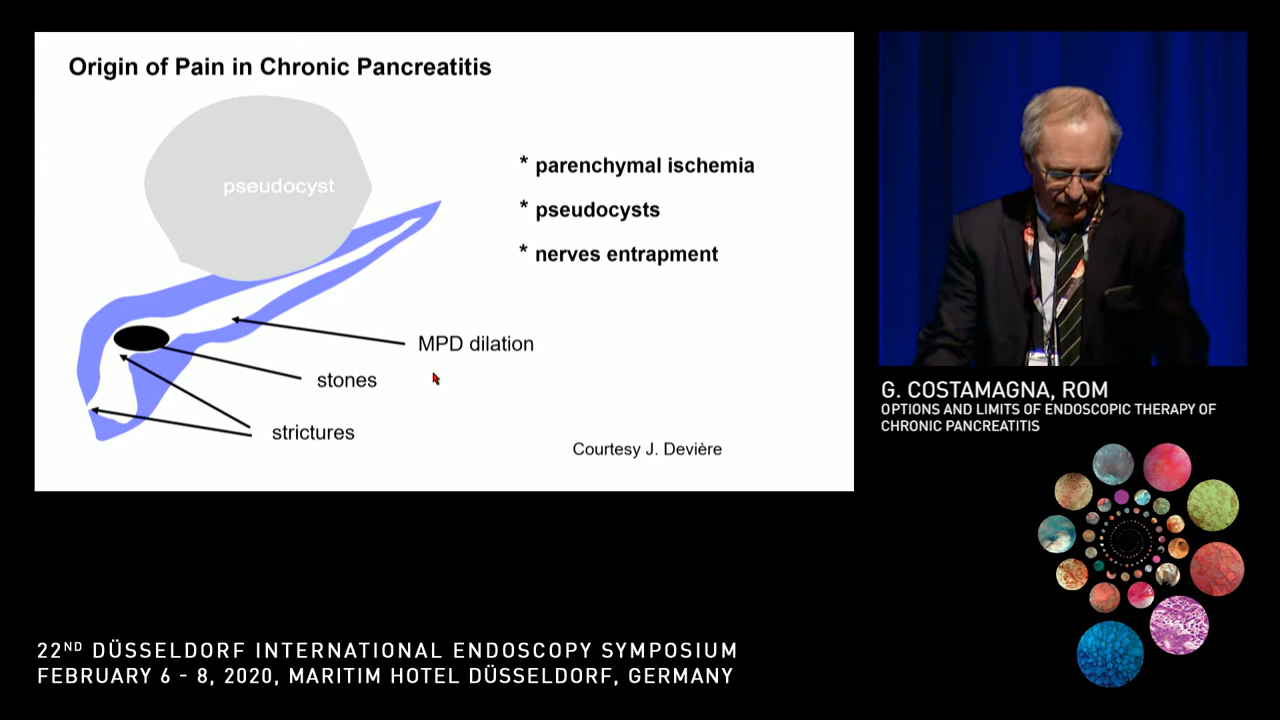 Origin of Pain in Chronic Pancreatitis
pseudocyst
* parenchymal ischemia
* pseudocysts
* nerves entrapment
MPD dilation
stones
strictures
Courtesy J. Devière
G. COSTAMAGNA, ROM
OPTIONS AND LIMITS OF ENDOSCOPIC THERAPY OF
CHRONIC PANCREATITIS
22ND DÜSSELDORF INTERNATIONAL ENDOSCOPY SYMPOSIUM
FEBRUARY 6 - 8, 2020, MARITIM HOTEL DÜSSELDORF, GERMANY